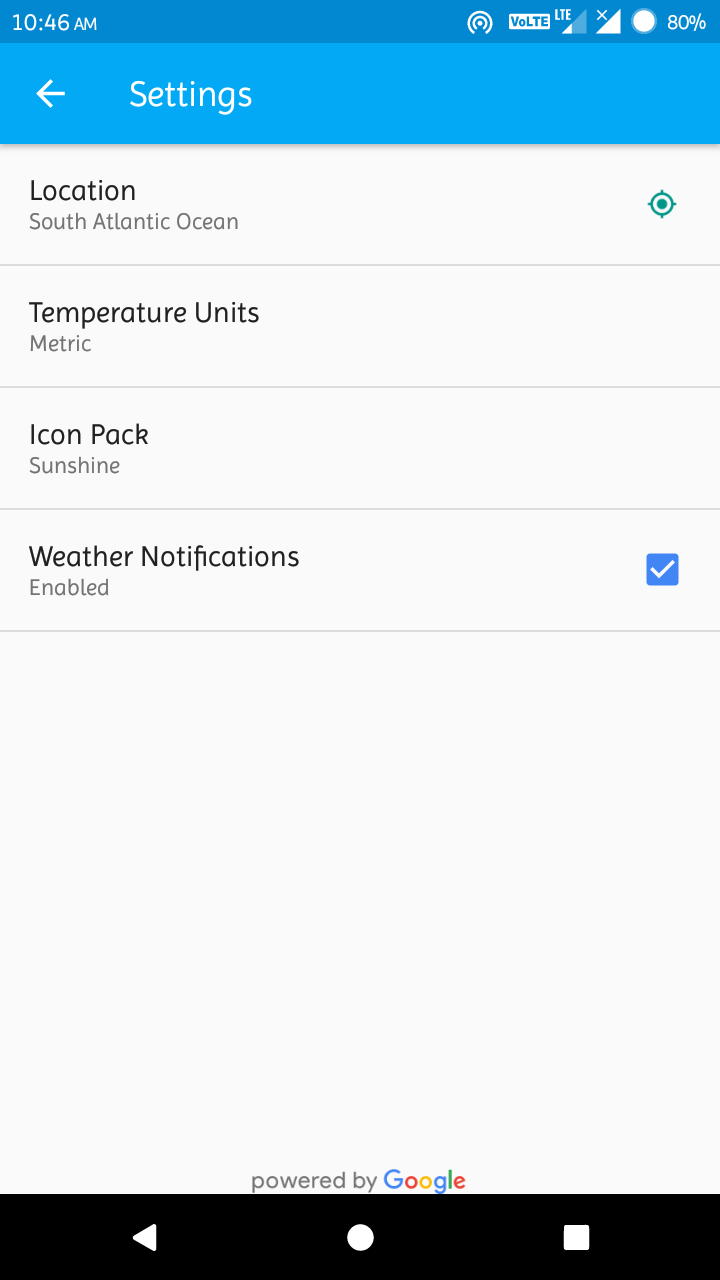 10:46 AM VoLTE LTE 80%
Settings
Location
South Atlantic Ocean
Temperature Units
Metric
Icon Pack
Sunshine
Weather Notifications
Enabled
powered by Google